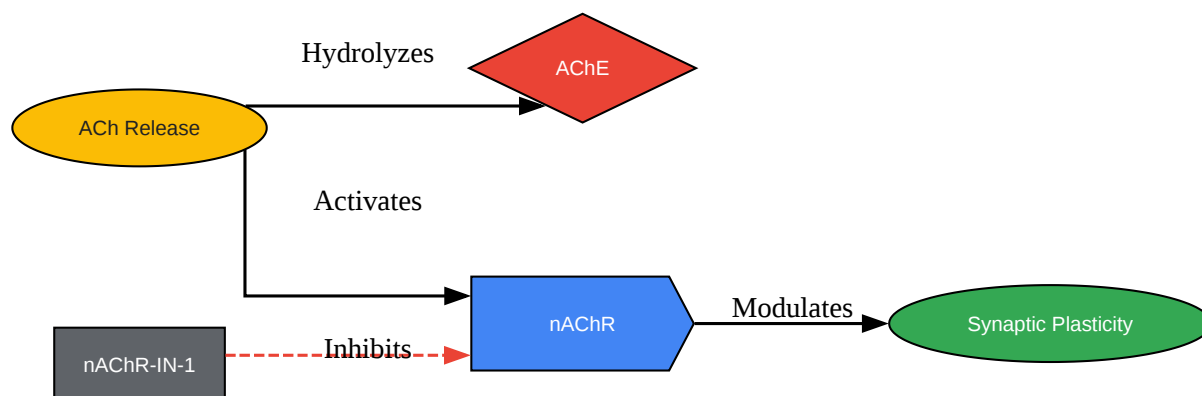 Hydrolyzes
AChE
ACh Release
Activates
nAChR
Modulates
Synaptic Plasticity
Inhibits
nAChR-IN-1